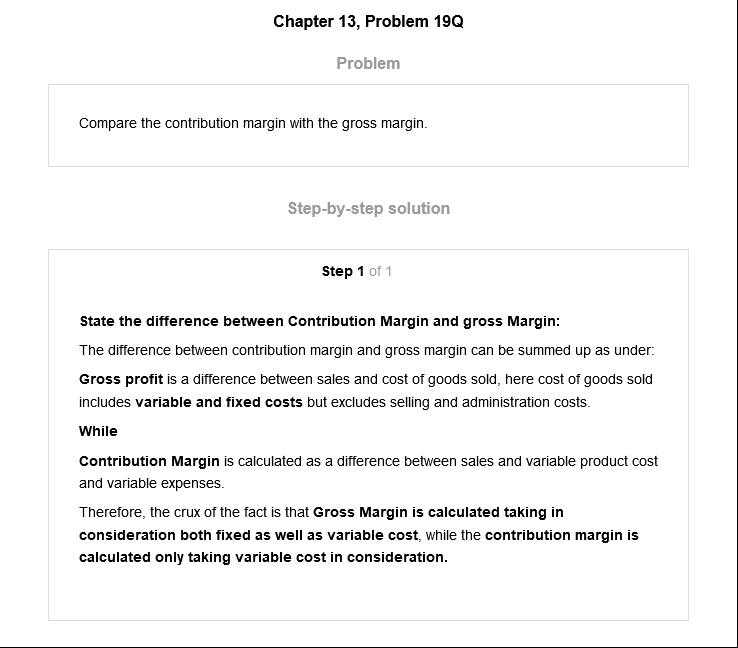 Chapter 13, Problem 19Q
Problem
Compare the contribution margin with the gross margin.
Step-by-step solution
Step 1 of 1
State the difference between Contribution Margin and gross Margin:
The difference between contribution margin and gross margin can be summed up as under:
Gross profit is a difference between sales and cost of goods sold, here cost of goods sold
includes variable and fixed costs but excludes selling and administration costs.
While
Contribution Margin is calculated as a difference between sales and variable product cost
and variable expenses.
Therefore, the crux of the fact is that Gross Margin is calculated taking in
consideration both fixed as well as variable cost, while the contribution margin is
calculated only taking variable cost in consideration.